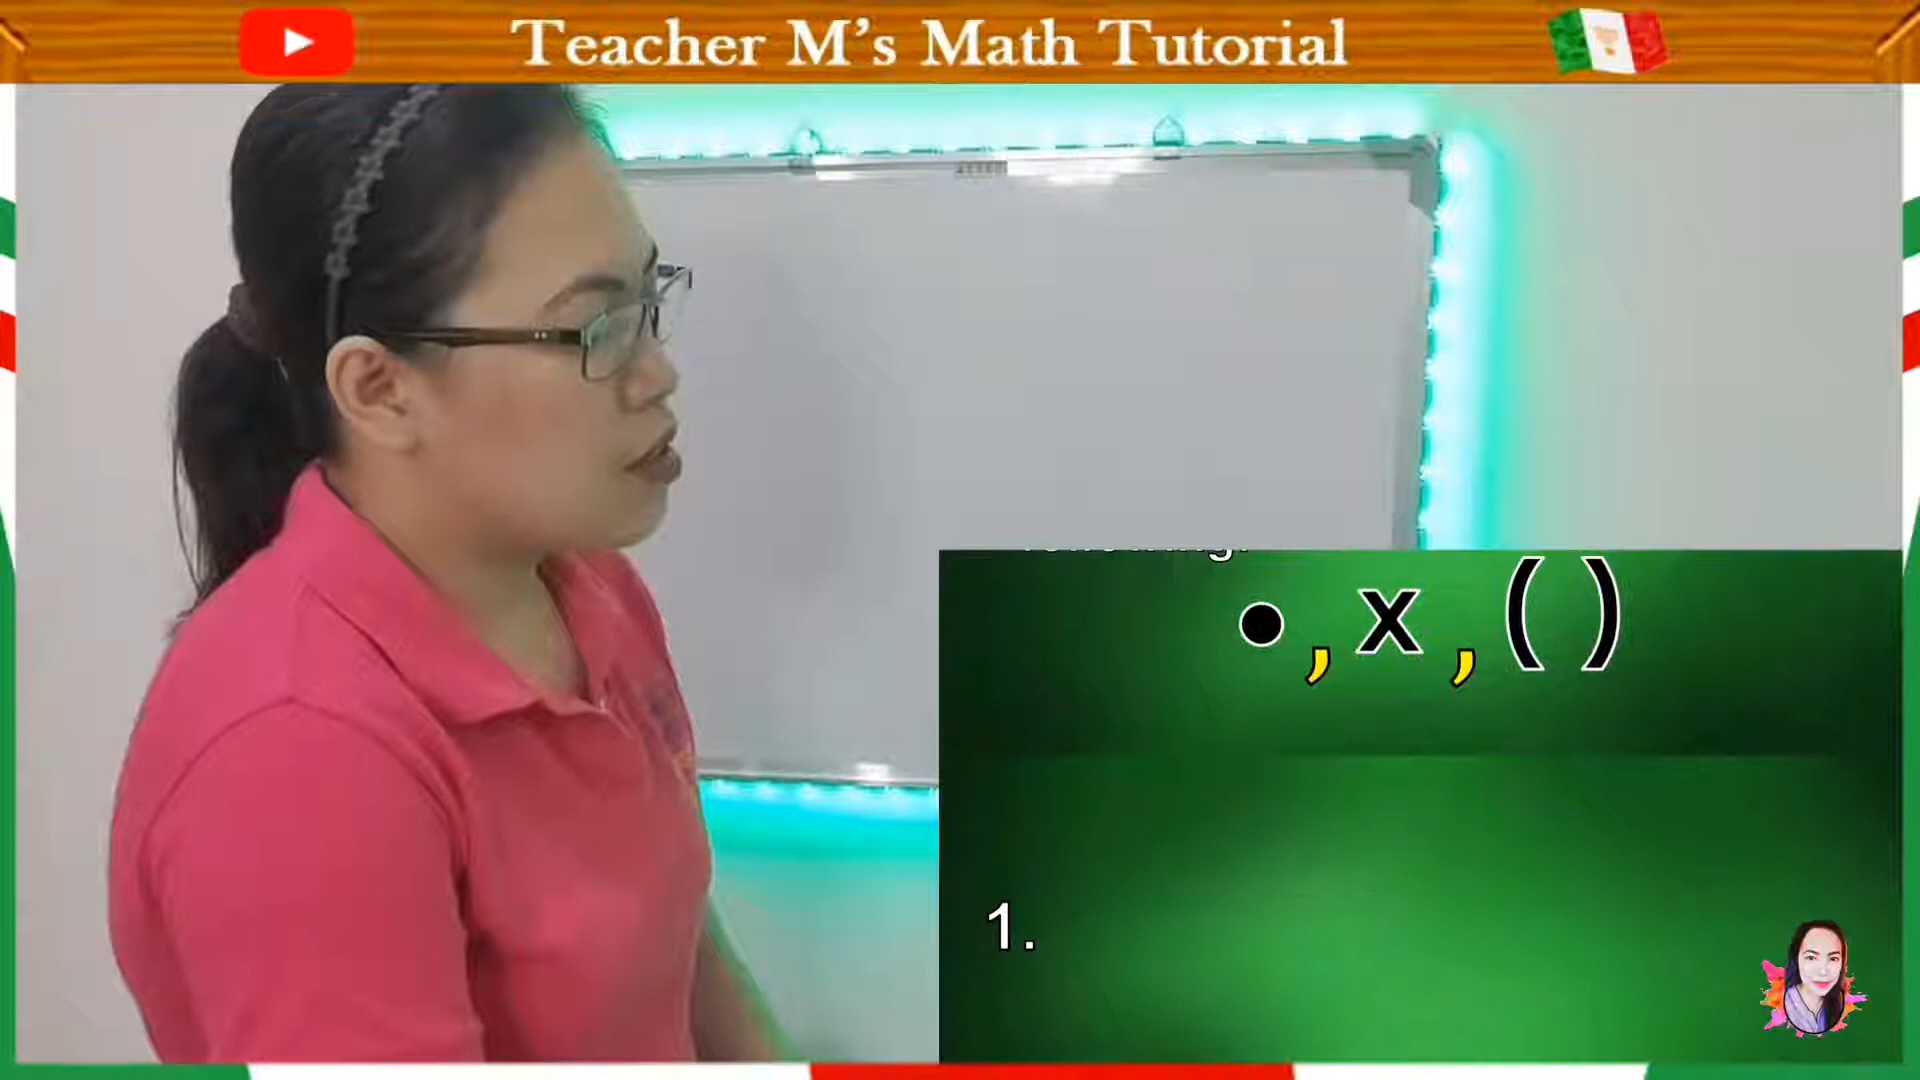 Teacher M's Math Tutorial
• , x , ( )
1.